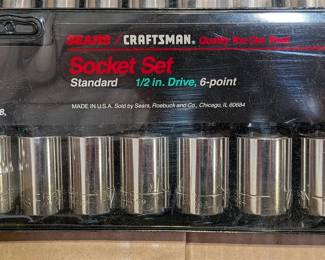 SEARS / CRAFTSMAN. Quality You Can Trust
Socket Set
Standard 1/2 in. Drive, 6-point
MADE IN U.S.A. Sold by Sears, Roebuck and Co., Chicago, IL 60684
8,